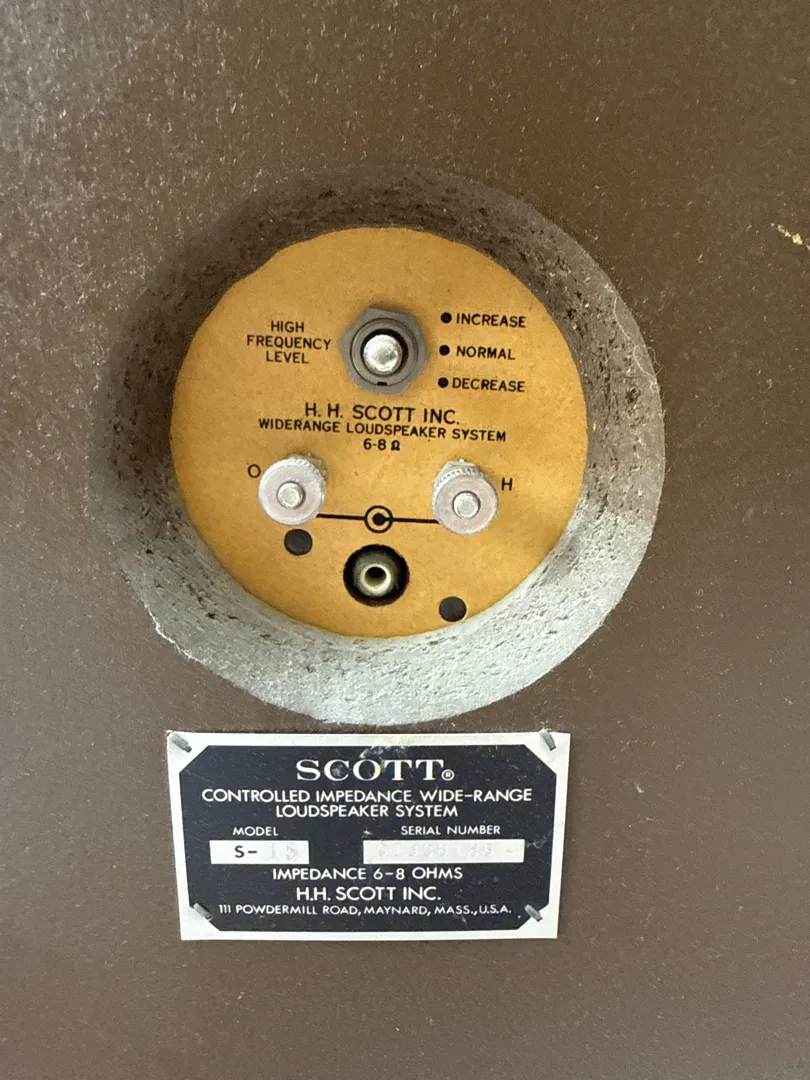 HIGH
FREQUENCY
LEVEL
INCREASE
NORMAL
DECREASE
H. H. SCOTT INC.
WIDERANGE LOUDSPEAKER SYSTEM
6-8 Ω
O
H
SCOTT®
CONTROLLED IMPEDANCE WIDE-RANGE
LOUDSPEAKER SYSTEM
MODEL SERIAL NUMBER
S-15
IMPEDANCE 6-8 OHMS
H.H. SCOTT INC.
111 POWDERMILL ROAD, MAYNARD, MASS., U.S.A.